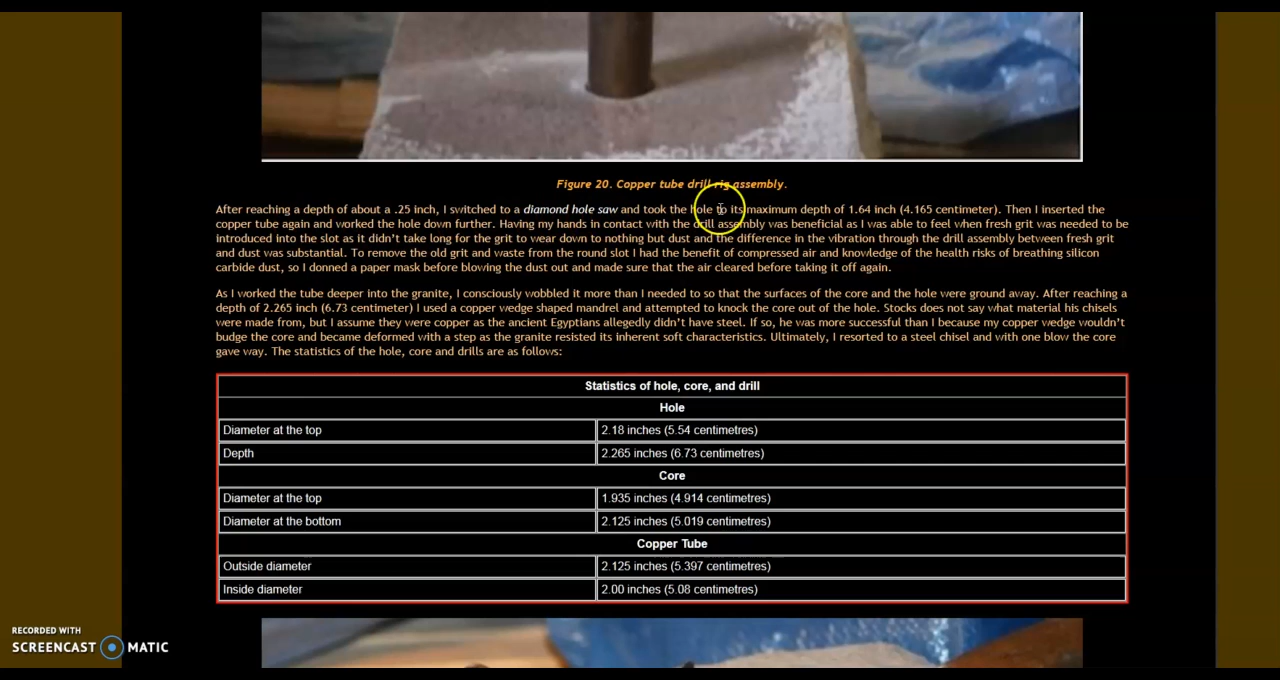 Figure 20. Copper tube drill rig assembly.
After reaching a depth of about a .25 inch, I switched to a diamond hole saw and took the hole to its maximum depth of 1.64 inch (4.165 centimeter). Then I inserted the
copper tube again and worked the hole down further. Having my hands in contact with the drill assembly was beneficial as I was able to feel when fresh grit was needed to be
introduced into the slot as it didn't take long for the grit to wear down to nothing but dust and the difference in the vibration through the drill assembly between fresh grit
and dust was substantial. To remove the old grit and waste from the round slot I had the benefit of compressed air and knowledge of the health risks of breathing silicon
carbide dust, so I donned a paper mask before blowing the dust out and made sure that the air cleared before taking it off again.
As I worked the tube deeper into the granite, I consciously wobbled it more than I needed to so that the surfaces of the core and the hole were ground away. After reaching a
depth of 2.265 inch (6.73 centimeter) I used a copper wedge shaped mandrel and attempted to knock the core out of the hole. Stocks does not say what material his chisels
were made from, but I assume they were copper as the ancient Egyptians allegedly didn't have steel. If so, he was more successful than I because my copper wedge wouldn't
budge the core and became deformed with a step as the granite resisted its inherent soft characteristics. Ultimately, I resorted to a steel chisel and with one blow the core
gave way. The statistics of the hole, core and drills are as follows:
Statistics of hole, core, and drill
Hole
Diameter at the top 2.18 inches (5.54 centimetres)
Depth 2.265 inches (6.73 centimetres)
Core
Diameter at the top 1.935 inches (4.914 centimetres)
Diameter at the bottom 2.125 inches (5.019 centimetres)
Copper Tube
Outside diameter 2.125 inches (5.397 centimetres)
Inside diameter 2.00 inches (5.08 centimetres)
RECORDED WITH
SCREENCAST MATIC